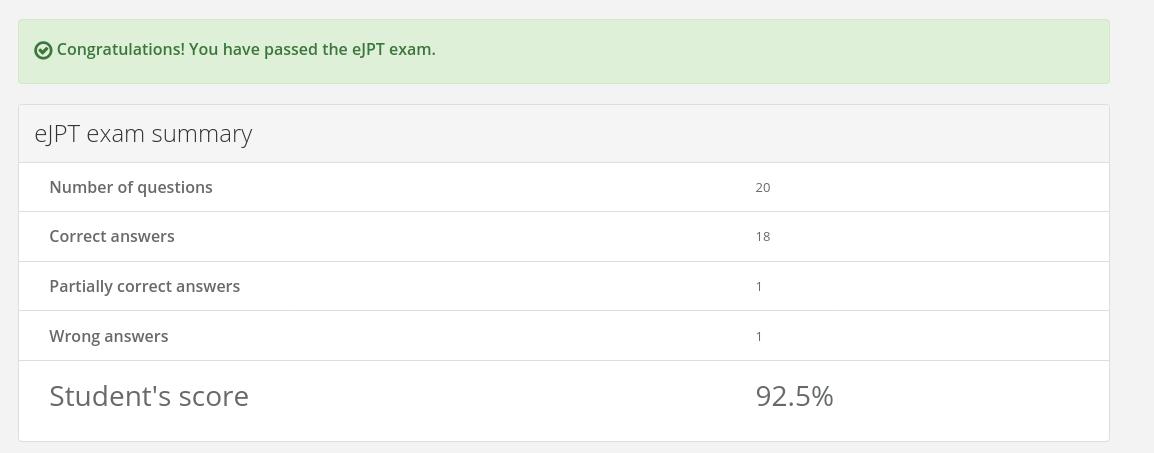 Congratulations! You have passed the eJPT exam.
eJPT exam summary
Number of questions 20
Correct answers 18
Partially correct answers 1
Wrong answers 1
Student's score 92.5%